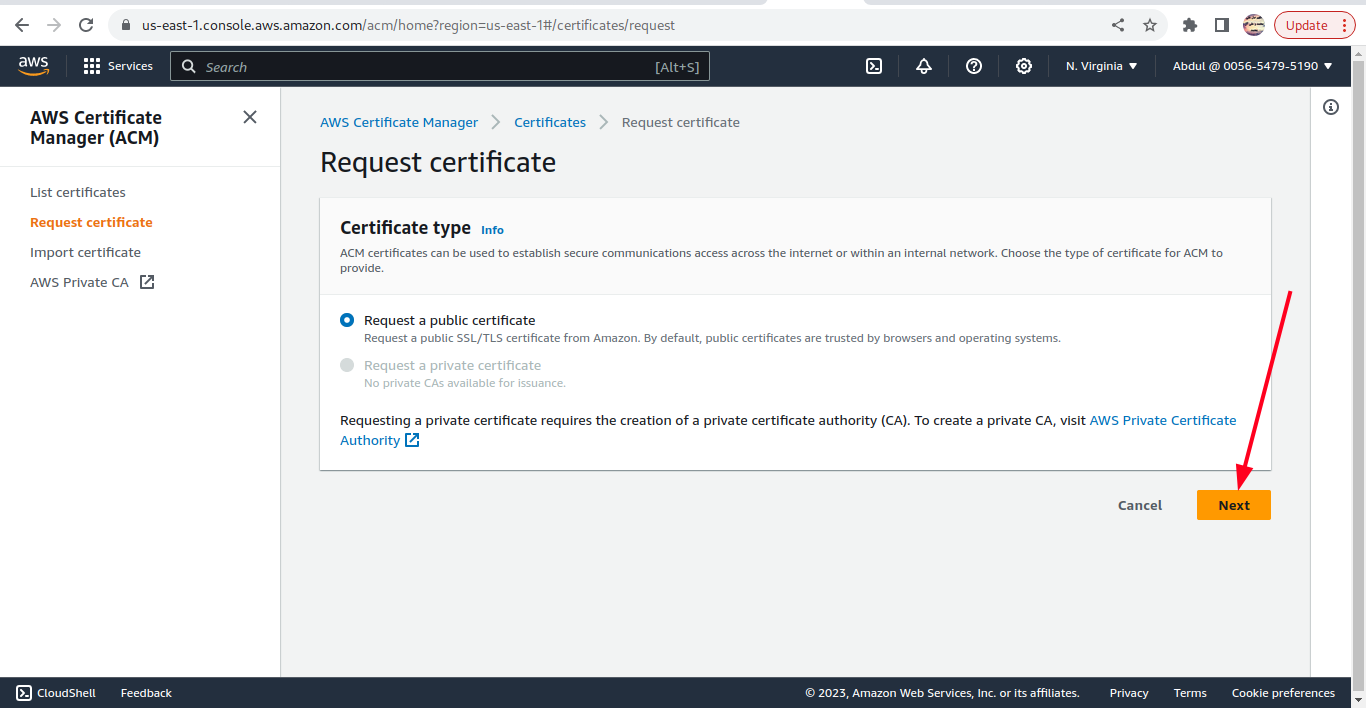 us-east-1.console.aws.amazon.com/acm/home?region=us-east-1#/certificates/request
Update
aws
Services
Search
[Alt+S]
N. Virginia
Abdul @ 0056-5479-5190
AWS Certificate
Manager (ACM)
List certificates
Request certificate
Import certificate
AWS Private CA
AWS Certificate Manager
Certificates
Request certificate
Request certificate
Certificate type Info
ACM certificates can be used to establish secure communications access across the internet or within an internal network. Choose the type of certificate for ACM to
provide.
Request a public certificate
Request a public SSL/TLS certificate from Amazon. By default, public certificates are trusted by browsers and operating systems.
Request a private certificate
No private CAs available for issuance.
Requesting a private certificate requires the creation of a private certificate authority (CA). To create a private CA, visit AWS Private Certificate
Authority
Cancel
Next
CloudShell
Feedback
© 2023, Amazon Web Services, Inc. or its affiliates.
Privacy
Terms
Cookie preferences